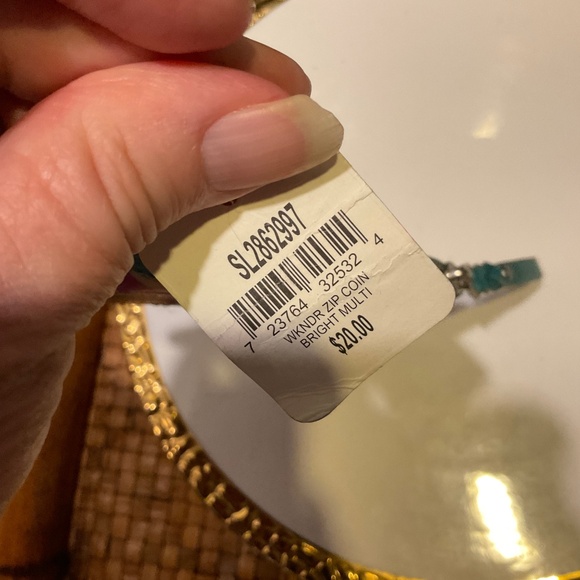 SL2862997
7 23764 32532 4
WKNDR ZIP COIN
BRIGHT MULTI
$20.00